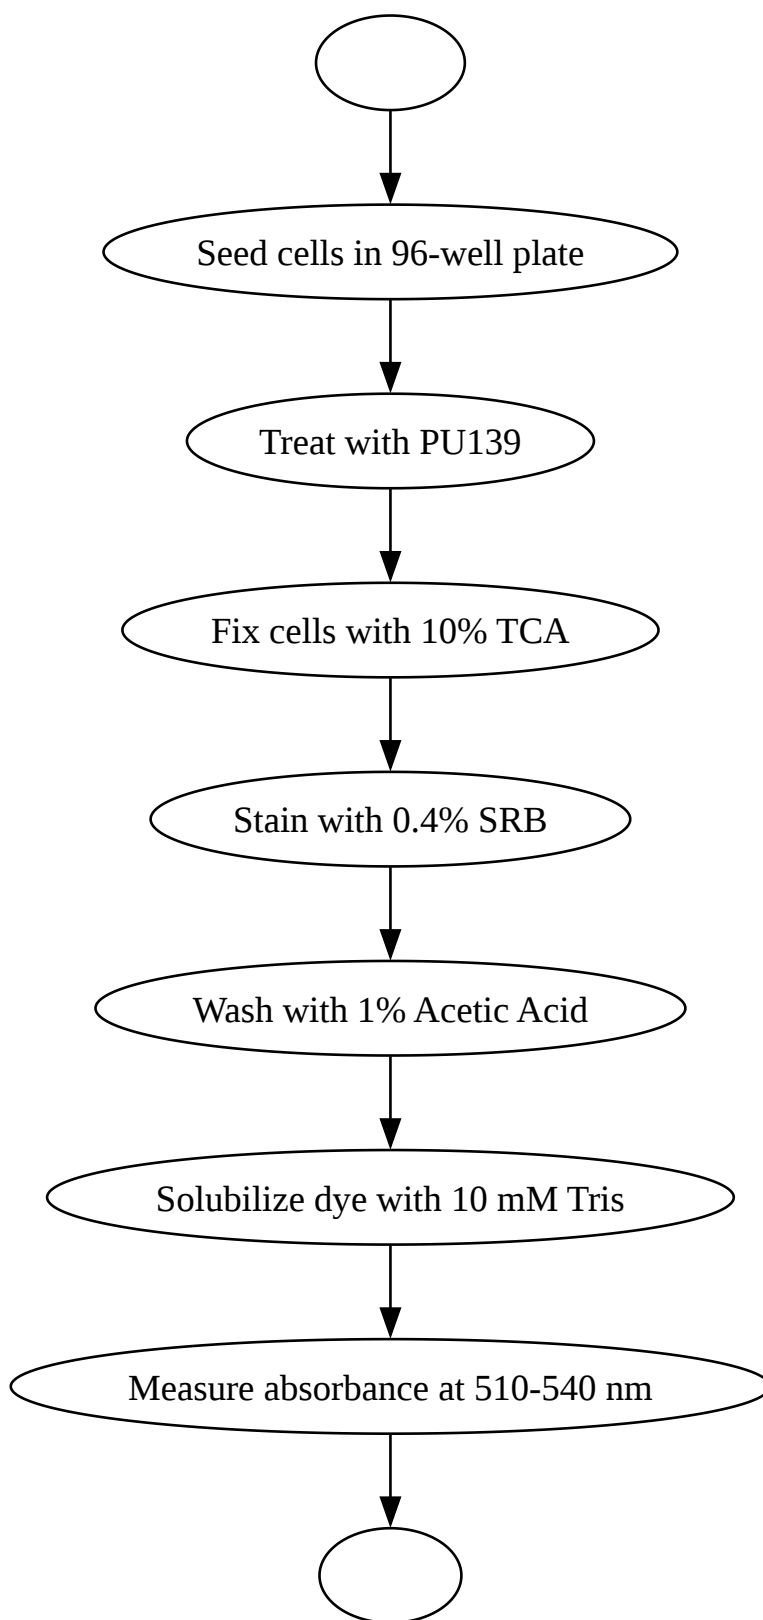 Seed cells in 96-well plate
Treat with PU139
Fix cells with 10% TCA
Stain with 0.4% SRB
Wash with 1% Acetic Acid
Solubilize dye with 10 mM Tris
Measure absorbance at 510-540 nm